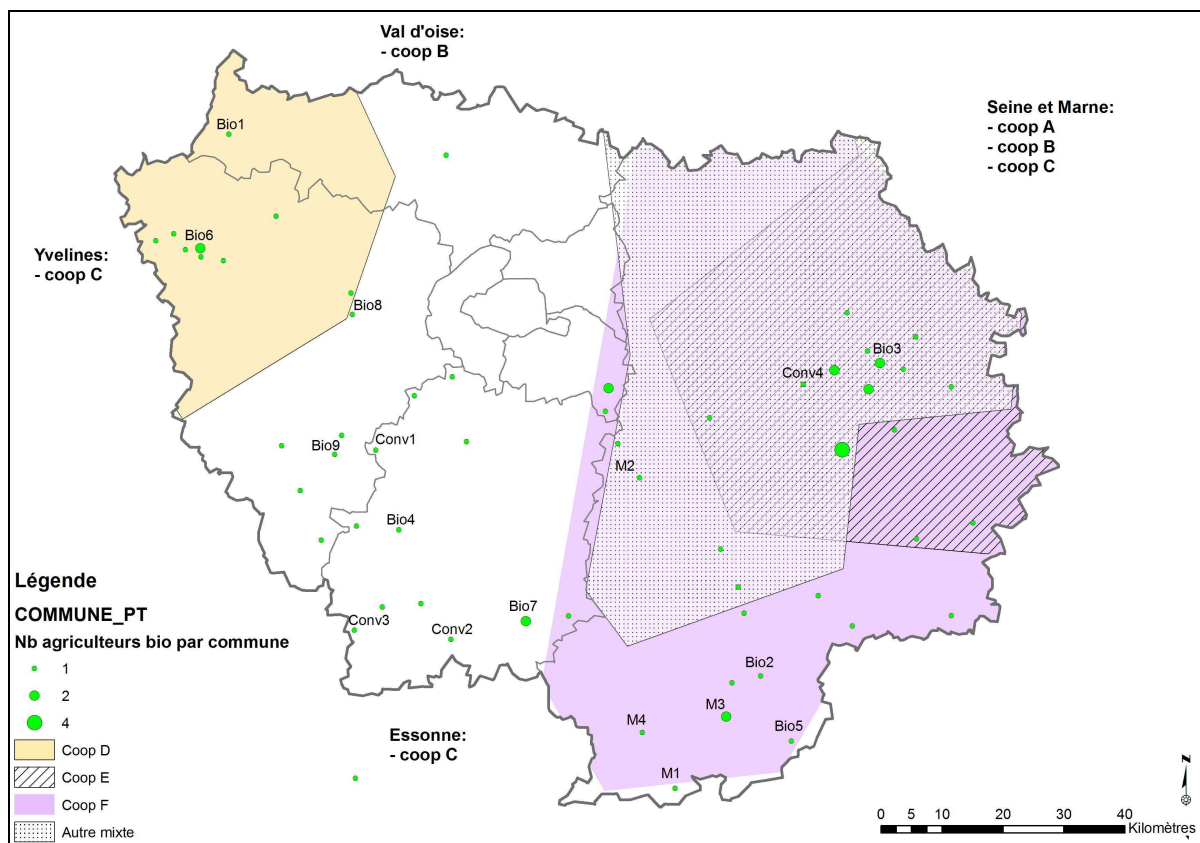 Val d'oise:
- coop B
Seine et Marne:
- coop A
- coop B
- coop C
Bio1
Bio6
Yvelines:
- coop C
Bio8
Bio3
Conv4
Bio9
Conv1
M2
Bio4
Bio7
Conv3
Conv2
Bio2
M3
M4
Bio5
M1
Essonne:
- coop C
Légende
COMMUNE_PT
Nb agriculteurs bio par commune
1
2
4
Coop D
Coop E
Coop F
Autre mixte
N
0 5 10 20 30 40
Kilomètres